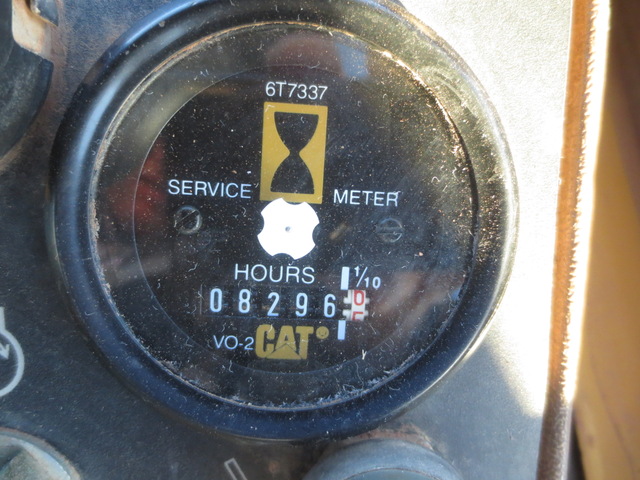 6T7337
SERVICE METER
HOURS 1/10
08296
VO-2 CAT®